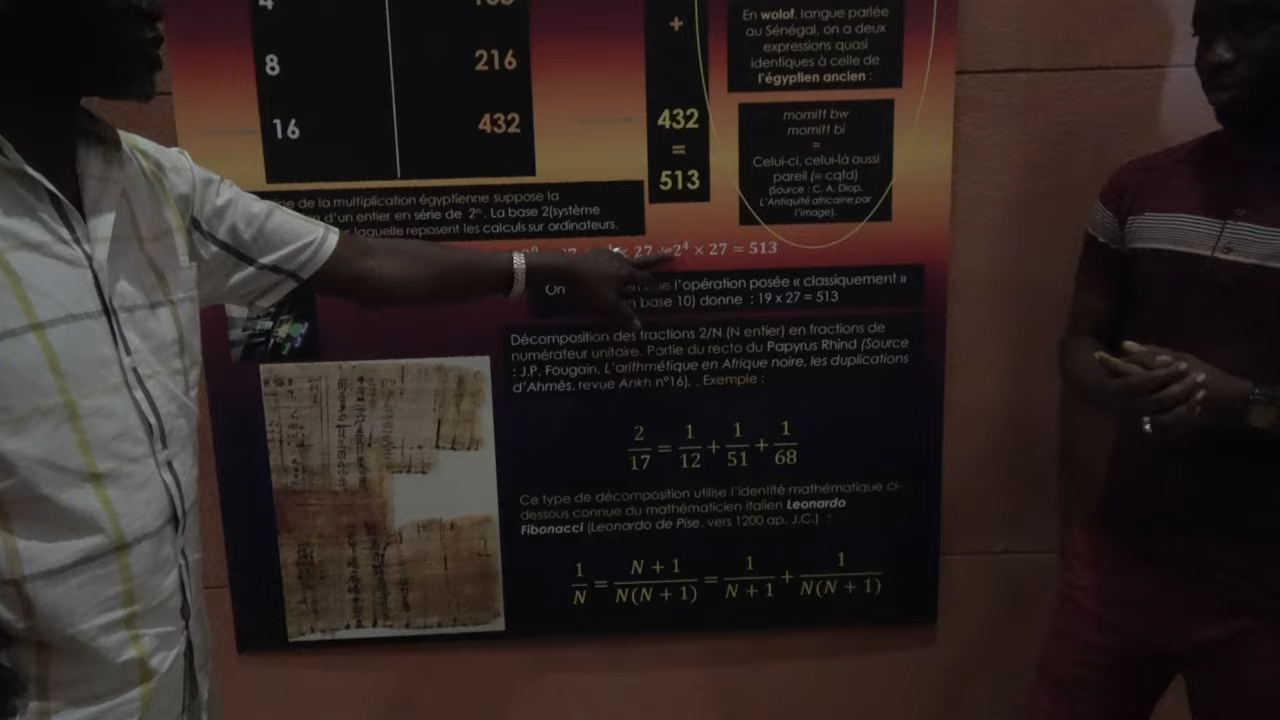 8 216
16 432
+
432
=
513
En wolof, langue parlée
au Sénégal, on a deux
expressions quasi
identiques à celle de
l'égyptien ancien :
momitt bw
momitt bi
=
Celui-ci, celui-là aussi
pareil (= cqfd)
(Source : C. A. Diop,
L'Antiquité africaine par
l'image).
de la multiplication égyptienne suppose la
d'un entier en série de 2ⁿ. La base 2(système
laquelle reposent les calculs sur ordinateurs.
27 + 2⁴ × 27 = 513
On l'opération posée « classiquement »
base 10) donne : 19 x 27 = 513
Décomposition des fractions 2/N (N entier) en fractions de
numérateur unitaire. Partie du recto du Papyrus Rhind (Source
: J.P. Fougain, L'arithmétique en Afrique noire, les duplications
d'Ahmès, revue Ankh n°16). . Exemple :
2/17 = 1/12 + 1/51 + 1/68
Ce type de décomposition utilise l'identité mathématique ci-
dessous connue du mathématicien italien Leonardo
Fibonacci (Leonardo de Pise, vers 1200 ap. J.C.) :
1/N = (N + 1)/(N(N + 1)) = 1/(N + 1) + 1/(N(N + 1))